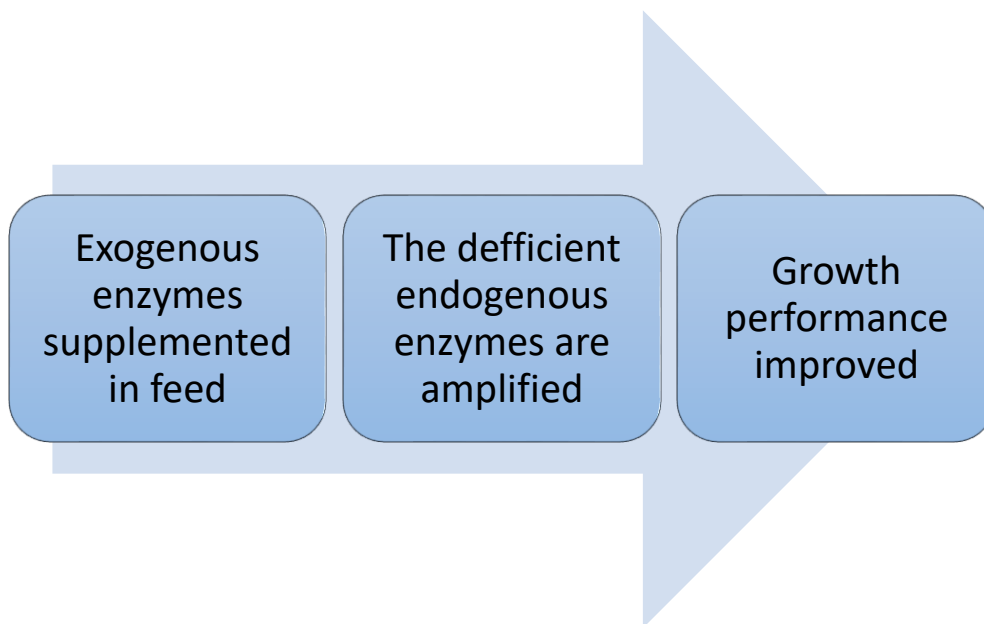 Exogenous
enzymes
supplemented
in feed
The defficient
endogenous
enzymes are
amplified
Growth
performance
improved